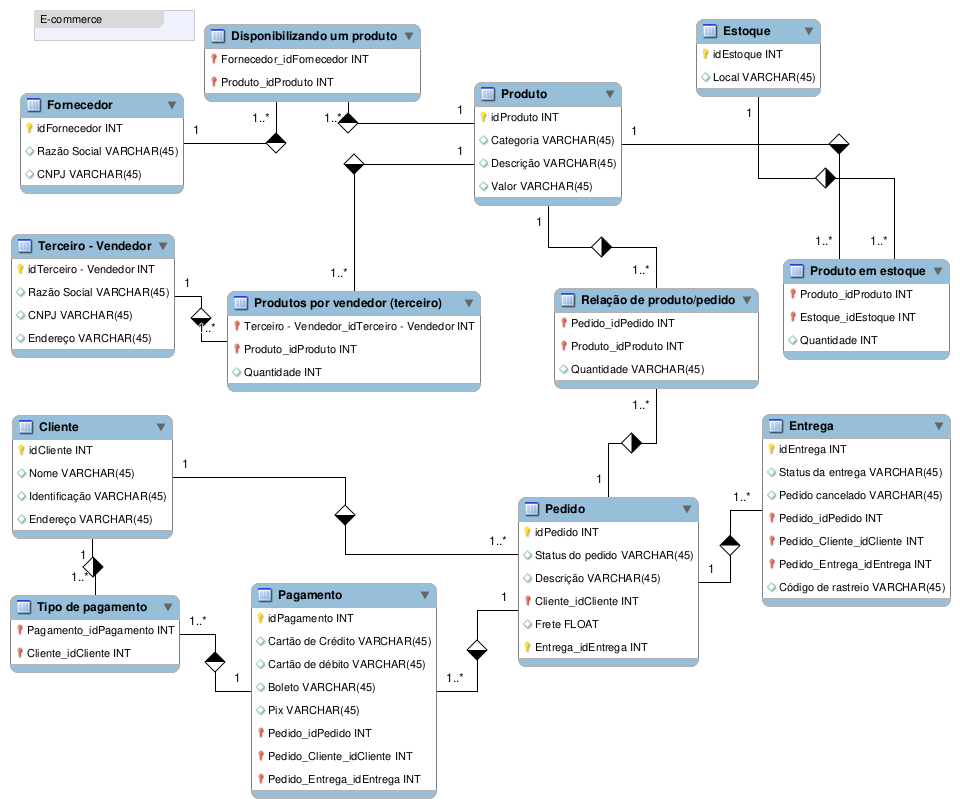 E-commerce
Disponibilizando um produto
Fornecedor_idFornecedor INT
Produto_idProduto INT
Estoque
idEstoque INT
Local VARCHAR(45)
Fornecedor
idFornecedor INT
Razão Social VARCHAR(45)
CNPJ VARCHAR(45)
1
1..*
1..*
1
1
Produto
idProduto INT
Categoria VARCHAR(45)
Descrição VARCHAR(45)
Valor VARCHAR(45)
1
1
1
1..*
1..*
1..*
1..*
Terceiro - Vendedor
idTerceiro - Vendedor INT
Razão Social VARCHAR(45)
CNPJ VARCHAR(45)
Endereço VARCHAR(45)
1
1..*
Produtos por vendedor (terceiro)
Terceiro - Vendedor_idTerceiro - Vendedor INT
Produto_idProduto INT
Quantidade INT
Relação de produto/pedido
Pedido_idPedido INT
Produto_idProduto INT
Quantidade VARCHAR(45)
Produto em estoque
Produto_idProduto INT
Estoque_idEstoque INT
Quantidade INT
1..*
1
Cliente
idCliente INT
Nome VARCHAR(45)
Identificação VARCHAR(45)
Endereço VARCHAR(45)
1
1..*
1
1..*
Entrega
idEntrega INT
Status da entrega VARCHAR(45)
Pedido cancelado VARCHAR(45)
Pedido_idPedido INT
Pedido_Cliente_idCliente INT
Pedido_Entrega_idEntrega INT
Código de rastreio VARCHAR(45)
1..*
1
Pedido
idPedido INT
Status do pedido VARCHAR(45)
Descrição VARCHAR(45)
Cliente_idCliente INT
Frete FLOAT
Entrega_idEntrega INT
1
1..*
Tipo de pagamento
Pagamento_idPagamento INT
Cliente_idCliente INT
1..*
1
Pagamento
idPagamento INT
Cartão de Crédito VARCHAR(45)
Cartão de débito VARCHAR(45)
Boleto VARCHAR(45)
Pix VARCHAR(45)
Pedido_idPedido INT
Pedido_Cliente_idCliente INT
Pedido_Entrega_idEntrega INT